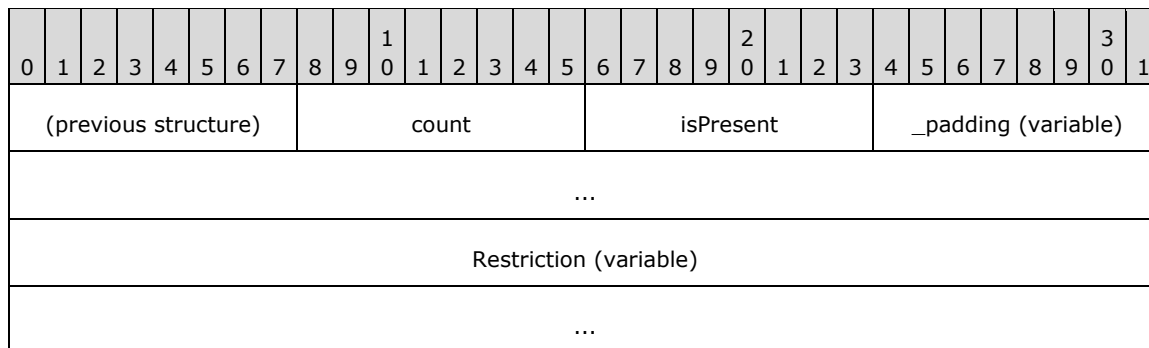 1 2 3
0 1 2 3 4 5 6 7 8 9 0 1 2 3 4 5 6 7 8 9 0 1 2 3 4 5 6 7 8 9 0 1
(previous structure) count isPresent _padding (variable)
...
Restriction (variable)
...